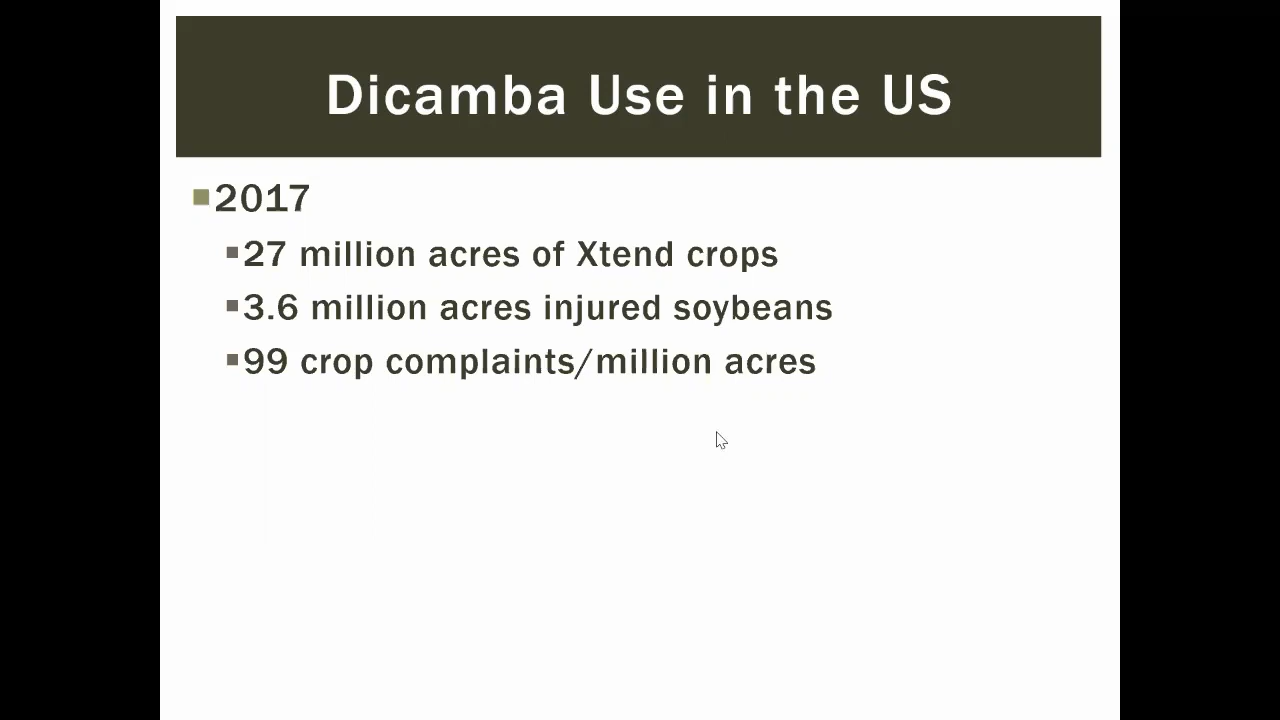 Dicamba Use in the US
2017
27 million acres of Xtend crops
3.6 million acres injured soybeans
99 crop complaints/million acres